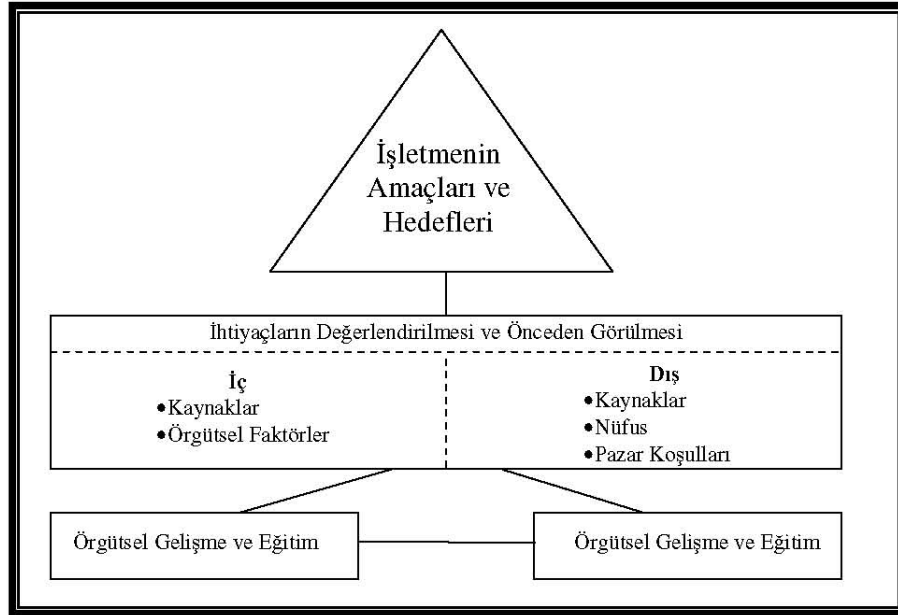 İşletmenin
Amaçları ve
Hedefleri
İhtiyaçların Değerlendirilmesi ve Önceden Görülmesi
İç
•Kaynaklar
•Örgütsel Faktörler
Dış
•Kaynaklar
•Nüfus
•Pazar Koşulları
Örgütsel Gelişme ve Eğitim
Örgütsel Gelişme ve Eğitim